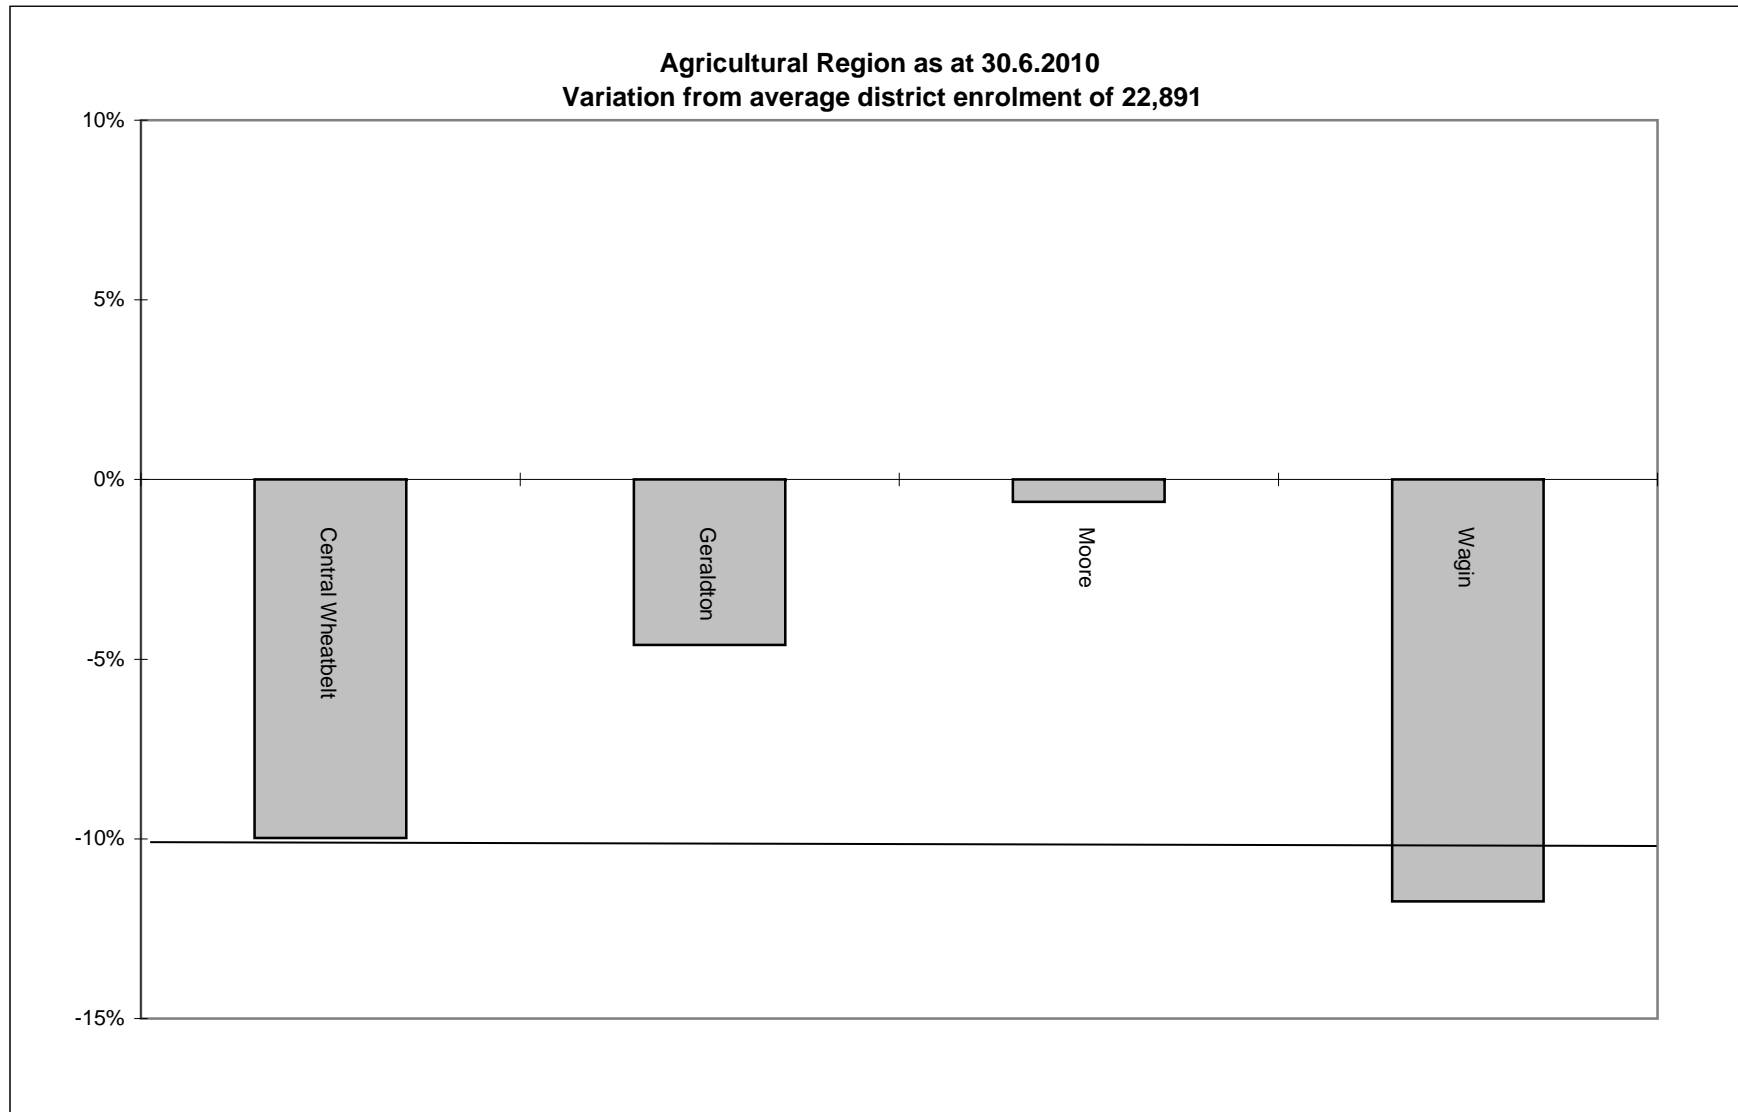 Agricultural Region as at 30.6.2010
Variation from average district enrolment of 22,891
10%
5%
0%
-5%
-10%
-15%
Central Wheatbelt
Geraldton
Moore
Wagin